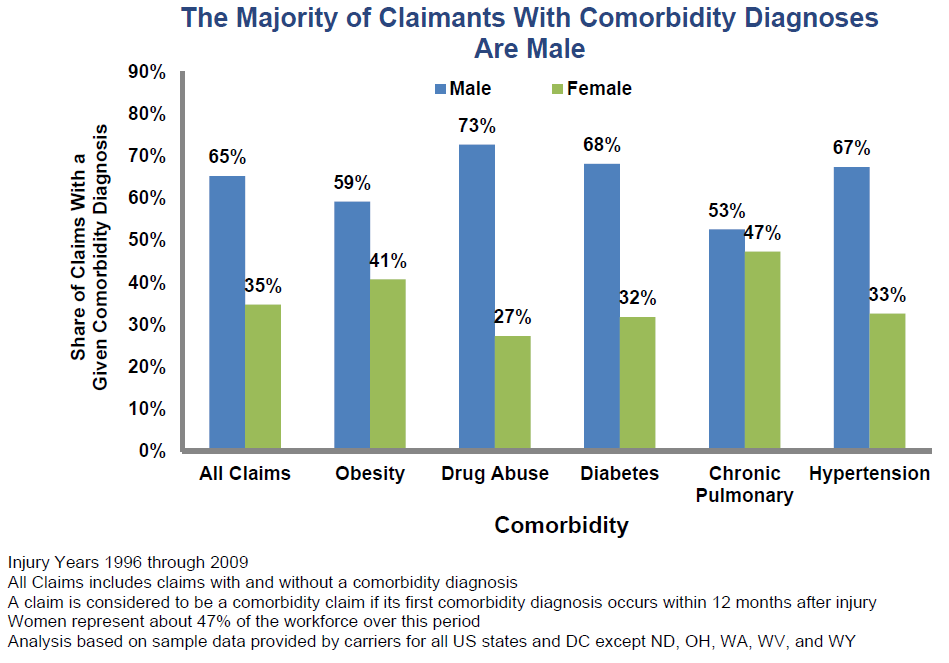 The Majority of Claimants With Comorbidity Diagnoses
Are Male
90%
80%
70%
60%
50%
40%
30%
20%
10%
0%
Share of Claims With a
Given Comorbidity Diagnosis
Male
Female
65%
35%
59%
41%
73%
27%
68%
32%
53%
47%
67%
33%
All Claims
Obesity
Drug Abuse
Diabetes
Chronic
Pulmonary
Hypertension
Comorbidity
Injury Years 1996 through 2009
All Claims includes claims with and without a comorbidity diagnosis
A claim is considered to be a comorbidity claim if its first comorbidity diagnosis occurs within 12 months after injury
Women represent about 47% of the workforce over this period
Analysis based on sample data provided by carriers for all US states and DC except ND, OH, WA, WV, and WY